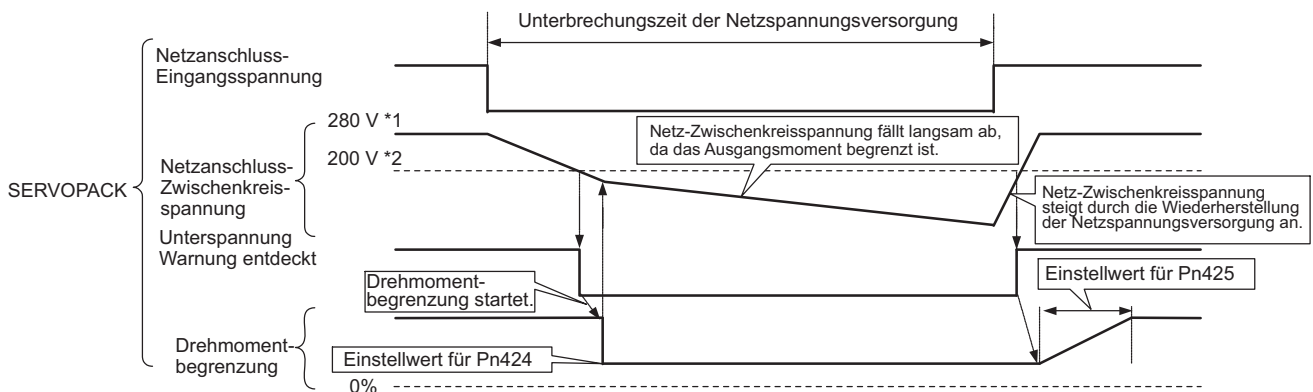 Unterbrechungszeit der Netzspannungsversorgung
Netzanschluss-
Eingangsspannung
280 V *1
200 V *2
Netz-Zwischenkreisspannung fällt langsam ab,
da das Ausgangsmoment begrenzt ist.
SERVOPACK
Netzanschluss-
Zwischenkreis-
spannung
Netz-Zwischenkreisspannung
steigt durch die Wiederherstellung
der Netzspannungsversorgung an.
Unterspannung
Warnung entdeckt
Drehmoment-
begrenzung startet.
Einstellwert für Pn425
Drehmoment-
begrenzung
Einstellwert für Pn424
0%